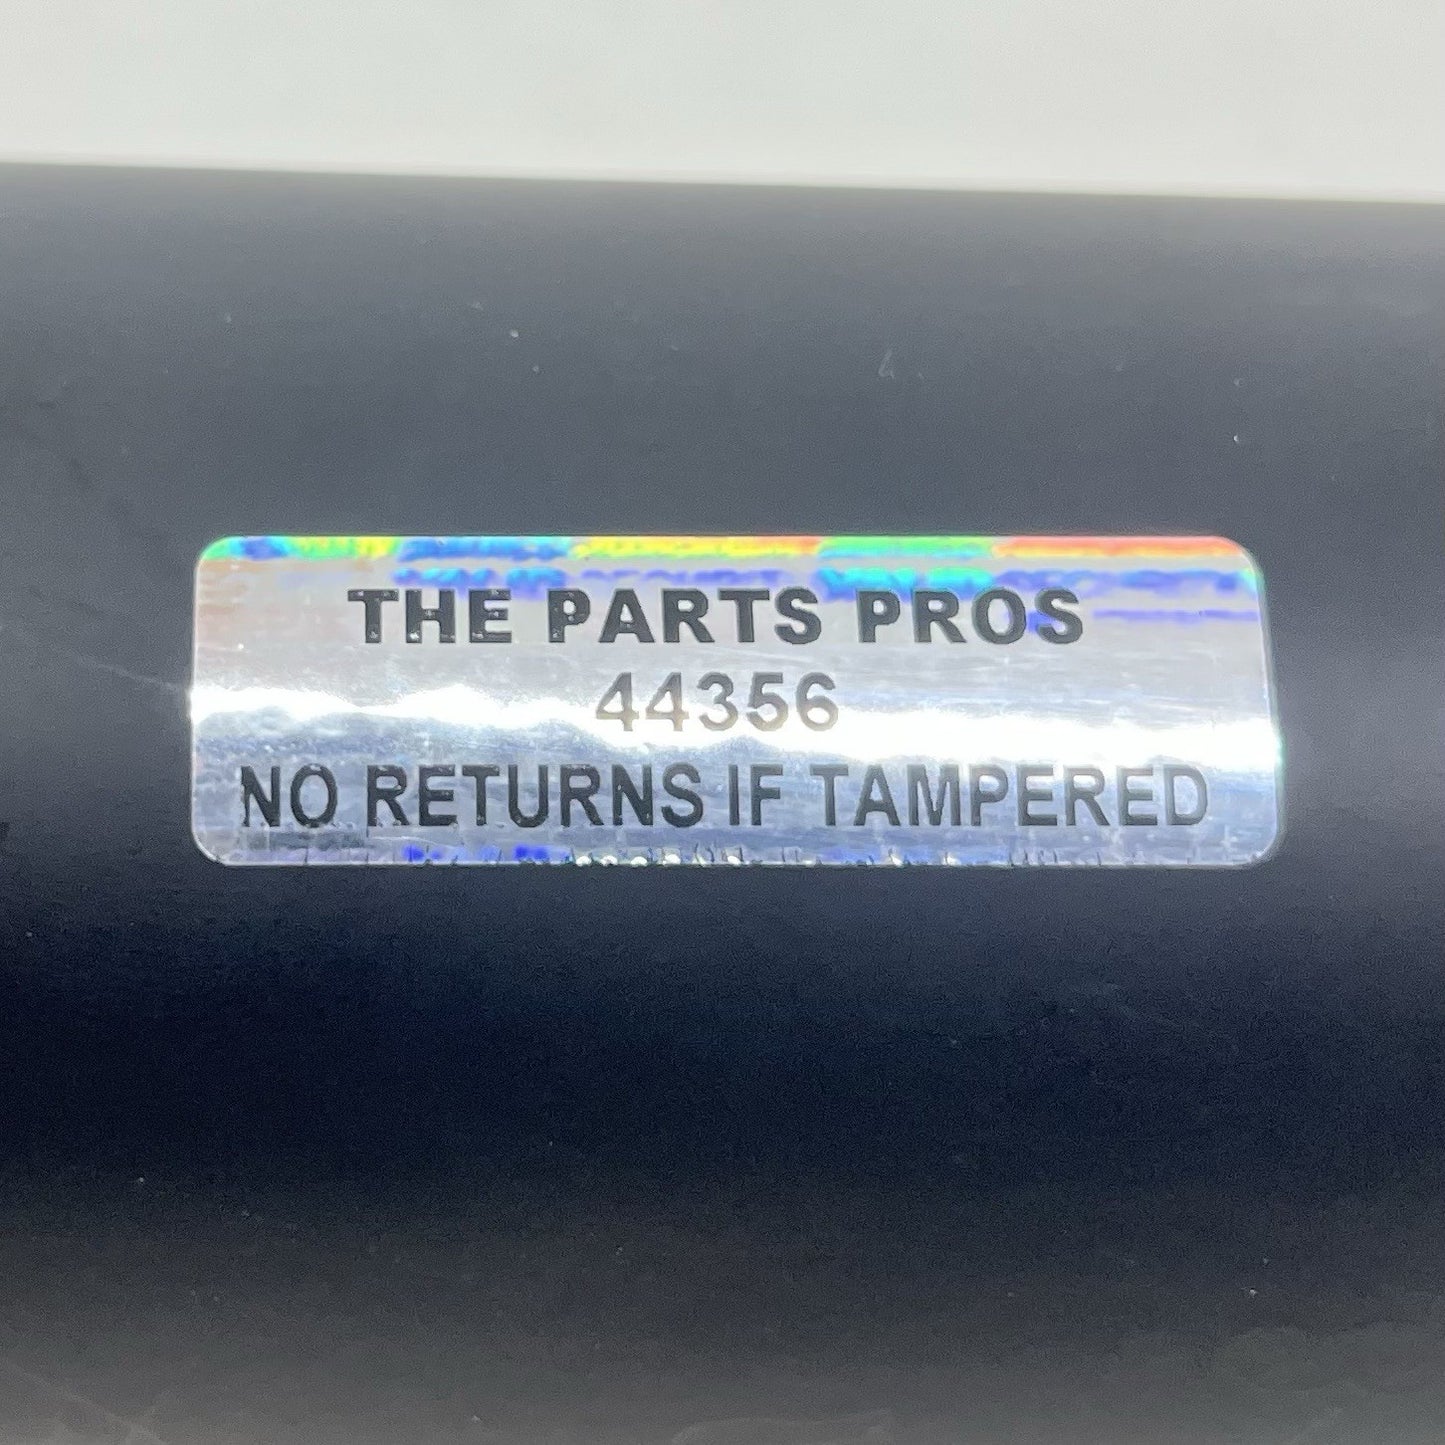 THE PARTS PROS
44356
NO RETURNS IF TAMPERED